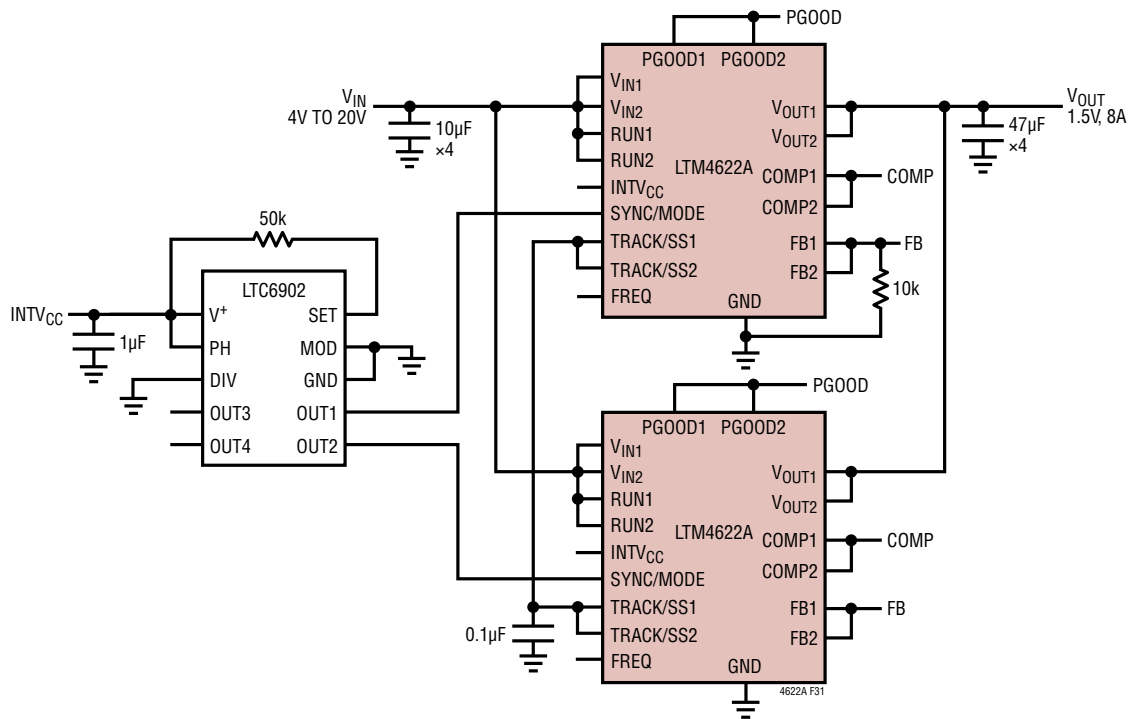 PGOOD
PGOOD1 PGOOD2
VIN
4V TO 20V
10µF
×4
VIN1
VIN2
RUN1
RUN2
INTVCC
SYNC/MODE
TRACK/SS1
TRACK/SS2
FREQ
LTM4622A
VOUT1
VOUT2
COMP1
COMP2
FB1
FB2
GND
COMP
FB
10k
47µF
×4
VOUT
1.5V, 8A
50k
INTVCC
1µF
LTC6902
V+
PH
DIV
OUT3
OUT4
SET
MOD
GND
OUT1
OUT2
PGOOD
PGOOD1 PGOOD2
VIN1
VIN2
RUN1
RUN2
INTVCC
SYNC/MODE
TRACK/SS1
TRACK/SS2
FREQ
LTM4622A
VOUT1
VOUT2
COMP1
COMP2
FB1
FB2
GND
COMP
FB
0.1µF
4622A F31